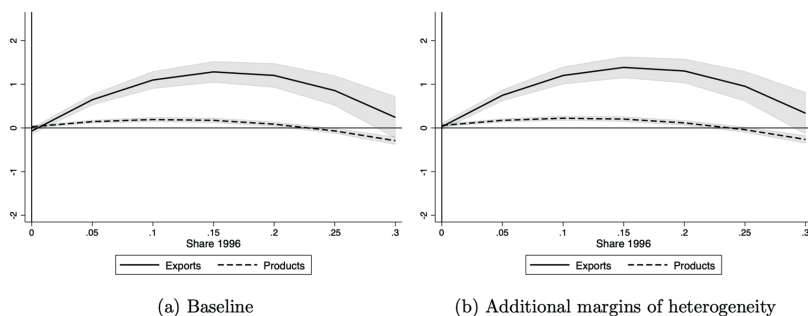 2
1
0
-1
-2
0 .05 .1 .15 .2 .25 .3
Share 1996
Exports Products
(a) Baseline
2
1
0
-1
-2
0 .05 .1 .15 .2 .25 .3
Share 1996
Exports Products
(b) Additional margins of heterogeneity